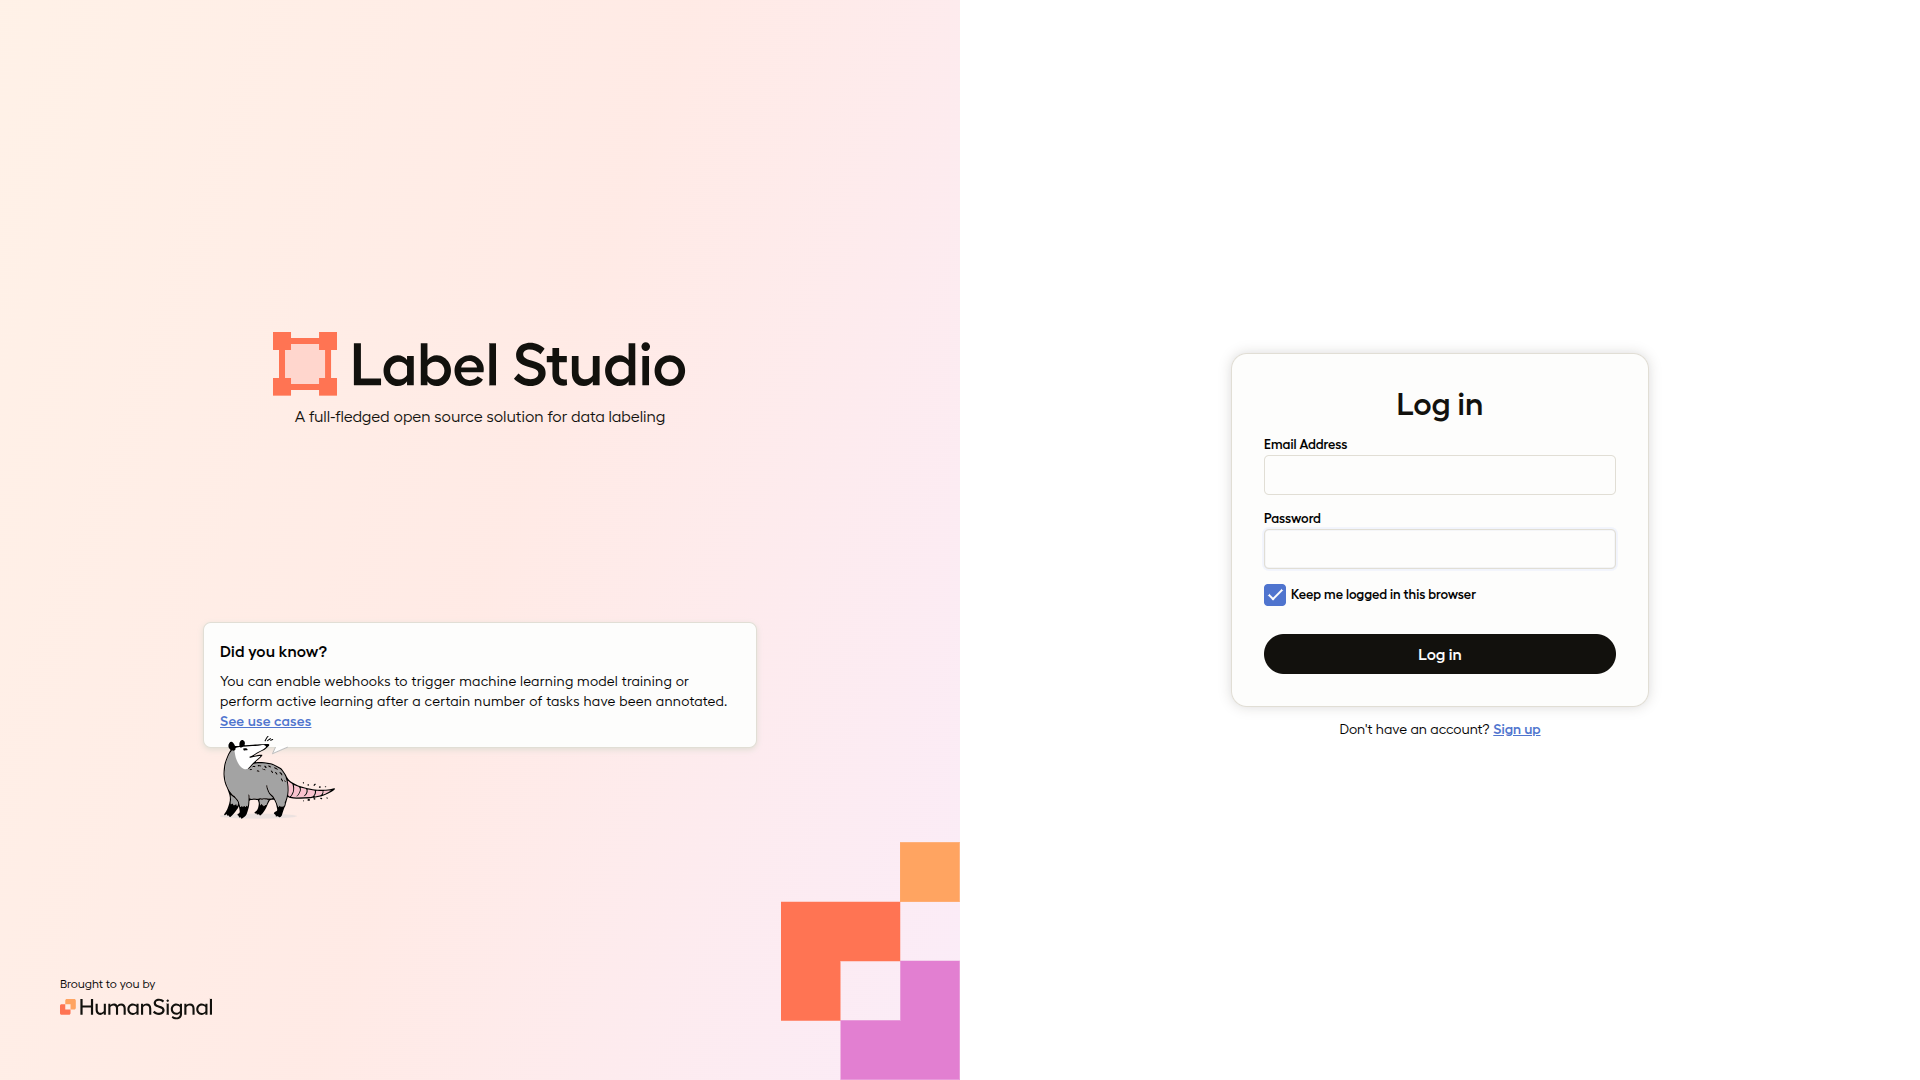 Label Studio
A full-fledged open source solution for data labeling
Did you know?
You can enable webhooks to trigger machine learning model training or
perform active learning after a certain number of tasks have been annotated.
See use cases
Brought to you by
HumanSignal
Log in
Email Address
Password
Keep me logged in this browser
Log in
Don't have an account? Sign up